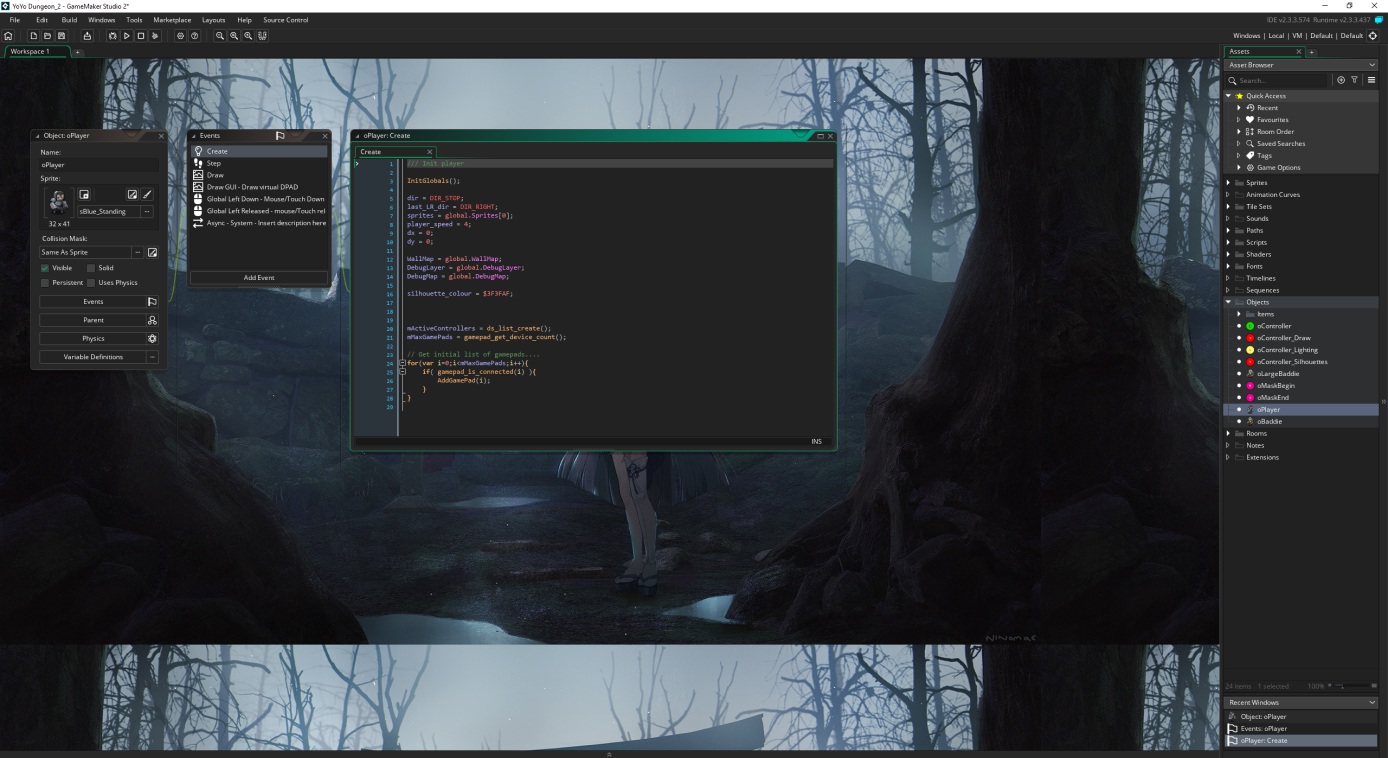 YoYo Dungeon_2 - GameMaker Studio 2*
File Edit Build Windows Tools Marketplace Layouts Help Source Control
IDE v2.3.3.574 Runtime v2.3.3.437
Windows | Local | VM | Default | Default
Workspace 1
Object: oPlayer
Name:
oPlayer
Sprite:
sBlue_Standing
32 x 41
Collision Mask:
Same As Sprite
Visible Solid
Persistent Uses Physics
Events
Parent
Physics
Variable Definitions
Events
Create
Step
Draw
Draw GUI - Draw virtual DPAD
Global Left Down - Mouse/Touch Down
Global Left Released - mouse/Touch rel
Async - System - Insert description here
Add Event
oPlayer: Create
Create
1 /// Init player
2
3 InitGlobals();
4
5 dir = DIR_STOP;
6 last_LR_dir = DIR_RIGHT;
7 sprites = global.Sprites[0];
8 player_speed = 4;
9 dx = 0;
10 dy = 0;
11
12 WallMap = global.WallMap;
13 DebugLayer = global.DebugLayer;
14 DebugMap = global.DebugMap;
15
16 silhouette_colour = $3F3FAF;
17
18
19
20 mActiveControllers = ds_list_create();
21 mMaxGamePads = gamepad_get_device_count();
22
23 // Get initial list of gamepads....
24 for(var i=0;i<mMaxGamePads;i++){
25 if( gamepad_is_connected(i) ){
26 AddGamePad(i);
27 }
28 }
29
INS
Assets
Asset Browser
Search...
Quick Access
Recent
Favourites
Room Order
Saved Searches
Tags
Game Options
Sprites
Animation Curves
Tile Sets
Sounds
Paths
Scripts
Shaders
Fonts
Timelines
Sequences
Objects
Items
oController
oController_Draw
oController_Lighting
oController_Silhouettes
oLargeBaddie
oMaskBegin
oMaskEnd
oPlayer
oBaddie
Rooms
Notes
Extensions
24 items 1 selected 100%
Recent Windows
Object: oPlayer
Events: oPlayer
oPlayer: Create
NINOMAE